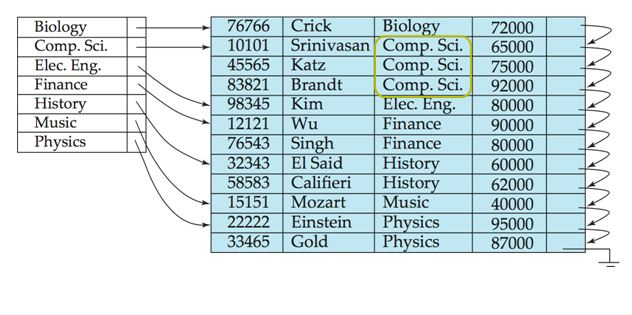 Biology
Comp. Sci.
Elec. Eng.
Finance
History
Music
Physics
76766 Crick Biology 72000
10101 Srinivasan Comp. Sci. 65000
45565 Katz Comp. Sci. 75000
83821 Brandt Comp. Sci. 92000
98345 Kim Elec. Eng. 80000
12121 Wu Finance 90000
76543 Singh Finance 80000
32343 El Said History 60000
58583 Califieri History 62000
15151 Mozart Music 40000
22222 Einstein Physics 95000
33465 Gold Physics 87000